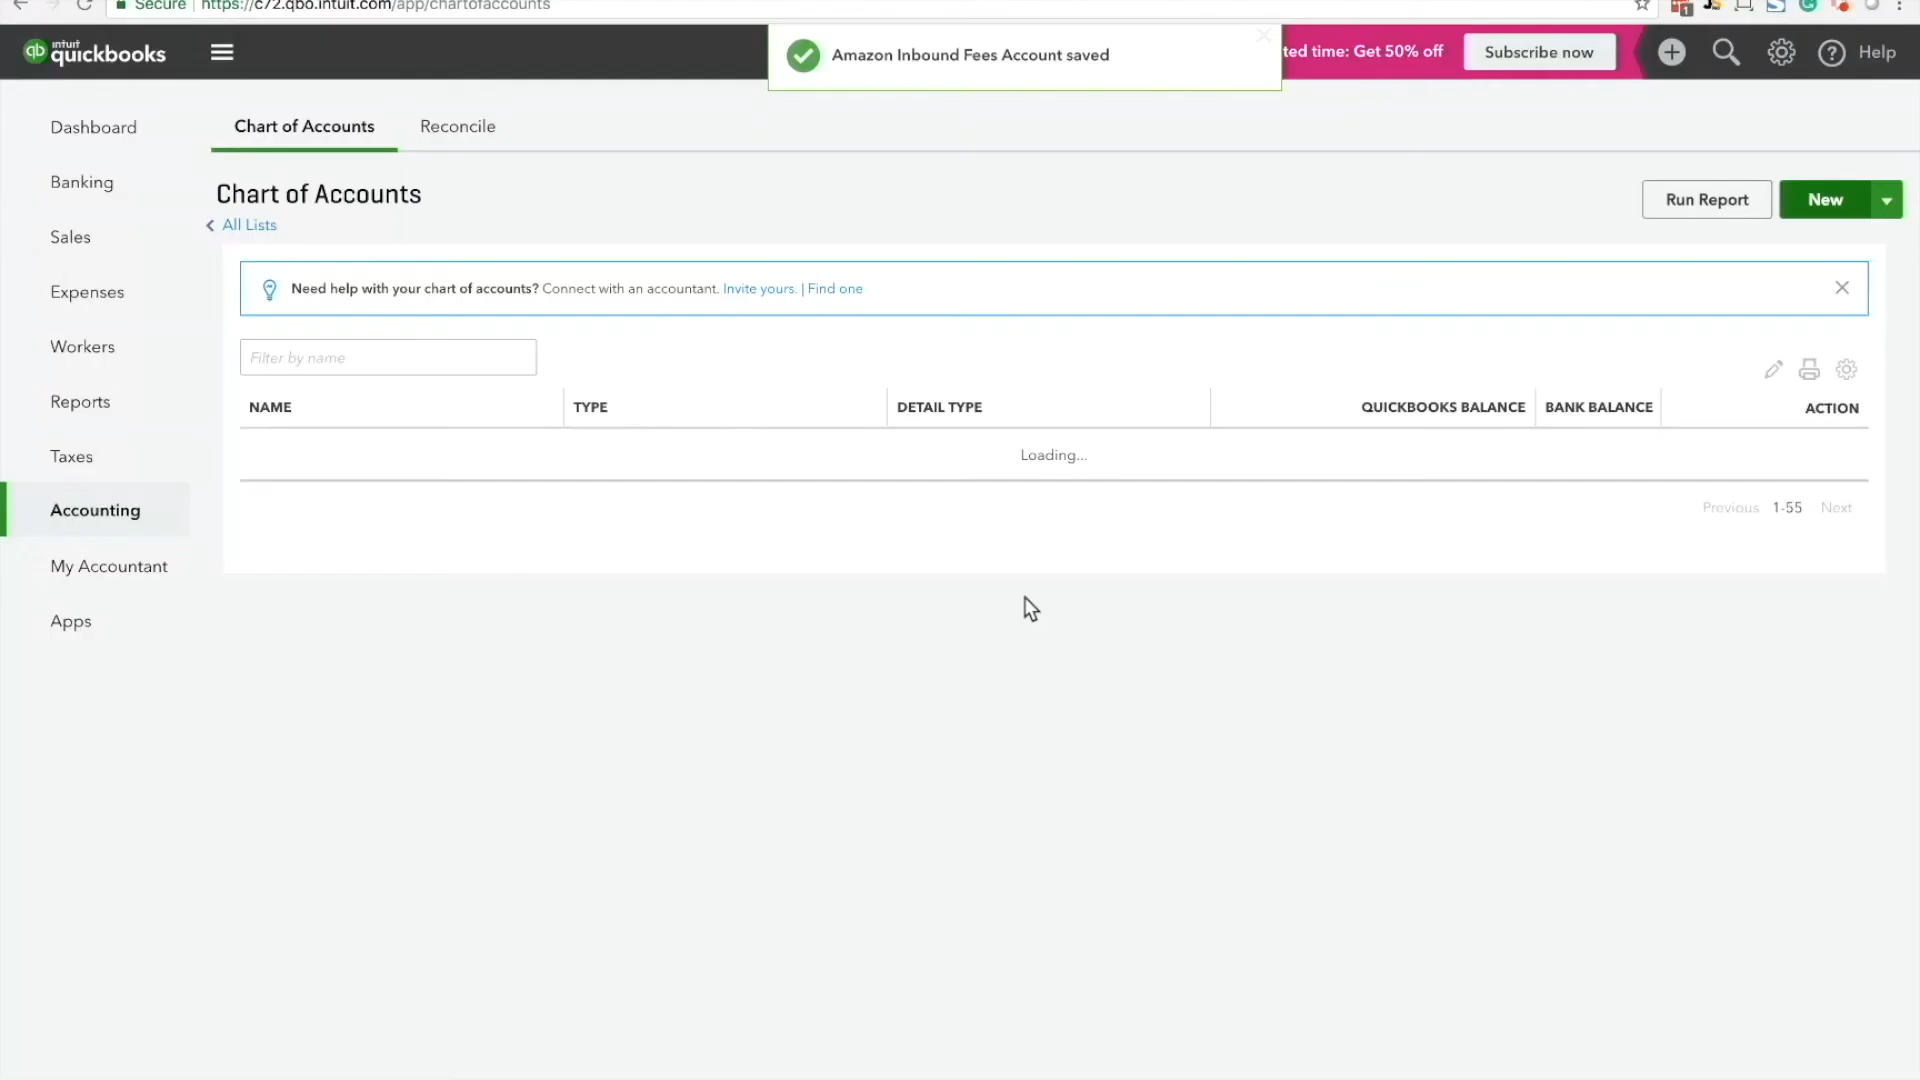 Secure https://c72.qbo.intuit.com/app/chartofaccounts
1
qb intuit quickbooks
Amazon Inbound Fees Account saved
ted time: Get 50% off
Subscribe now
Help
Dashboard
Banking
Sales
Expenses
Workers
Reports
Taxes
Accounting
My Accountant
Apps
Chart of Accounts Reconcile
Chart of Accounts
All Lists
Run Report
New
Need help with your chart of accounts? Connect with an accountant. Invite yours. | Find one
Filter by name
NAME TYPE DETAIL TYPE QUICKBOOKS BALANCE BANK BALANCE ACTION
Loading...
Previous 1-55 Next